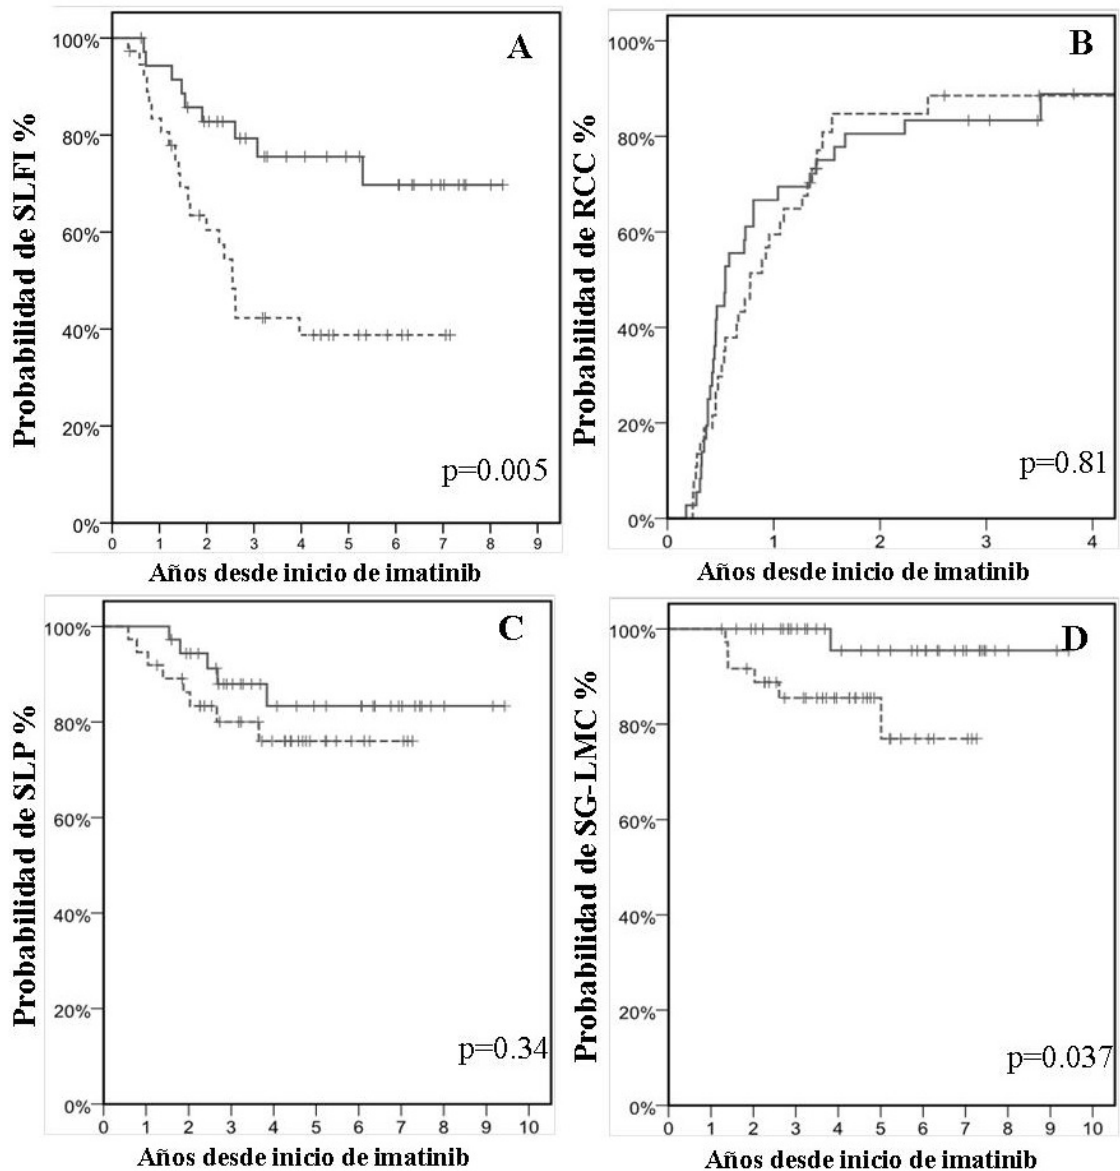 A
Probabilidad de SLFI %
100%
80%
60%
40%
20%
0%
p=0.005
0 1 2 3 4 5 6 7 8 9
Años desde inicio de imatinib
B
Probabilidad de RCC %
100%
80%
60%
40%
20%
0%
p=0.81
0 1 2 3 4
Años desde inicio de imatinib
C
Probabilidad de SLP %
100%
80%
60%
40%
20%
0%
p=0.34
0 1 2 3 4 5 6 7 8 9 10
Años desde inicio de imatinib
D
Probabilidad de SG-LMC %
100%
80%
60%
40%
20%
0%
p=0.037
0 1 2 3 4 5 6 7 8 9 10
Años desde inicio de imatinib